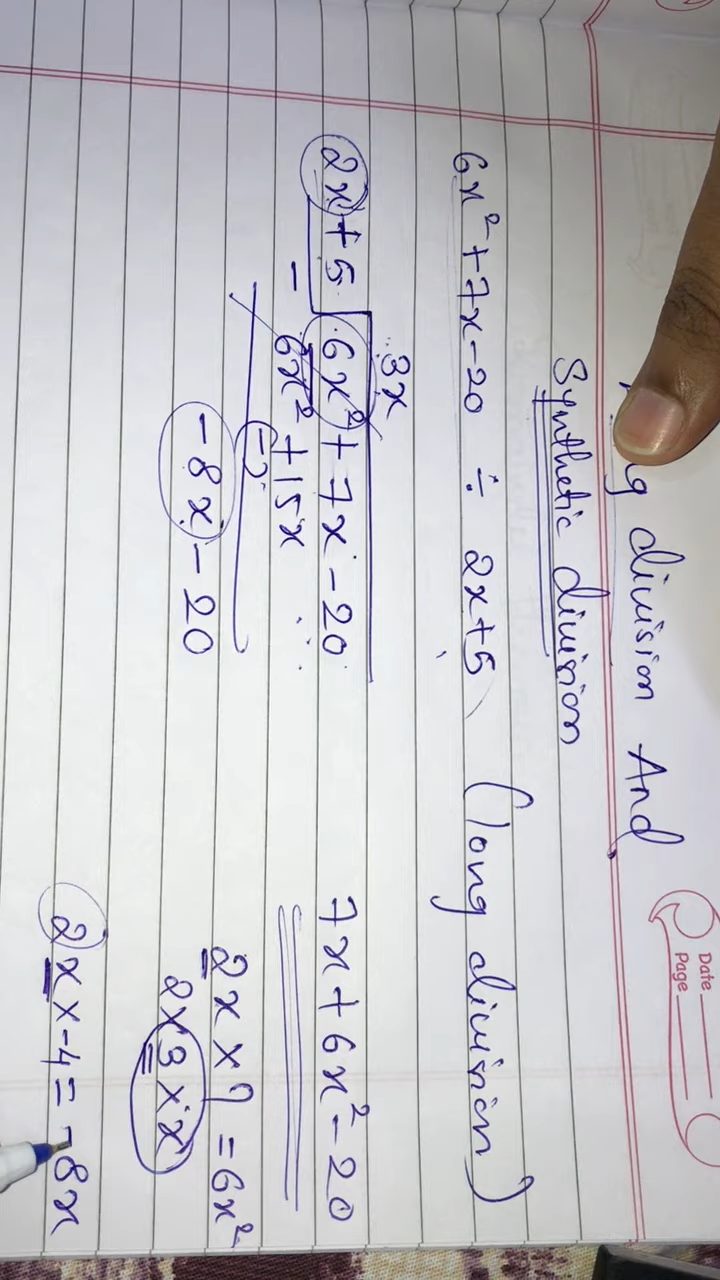 Date
Page
ng division And
Synthetic division
6x² + 7x - 20 ÷ 2x+5 (long division)
3x
2x + 5 6x² + 7x - 20 7x + 6x² - 20
- 6x² + 15x
(-)
2x × ? = 6x²
- 8x - 20
2 × 3 × x
2x × -4 = -8x